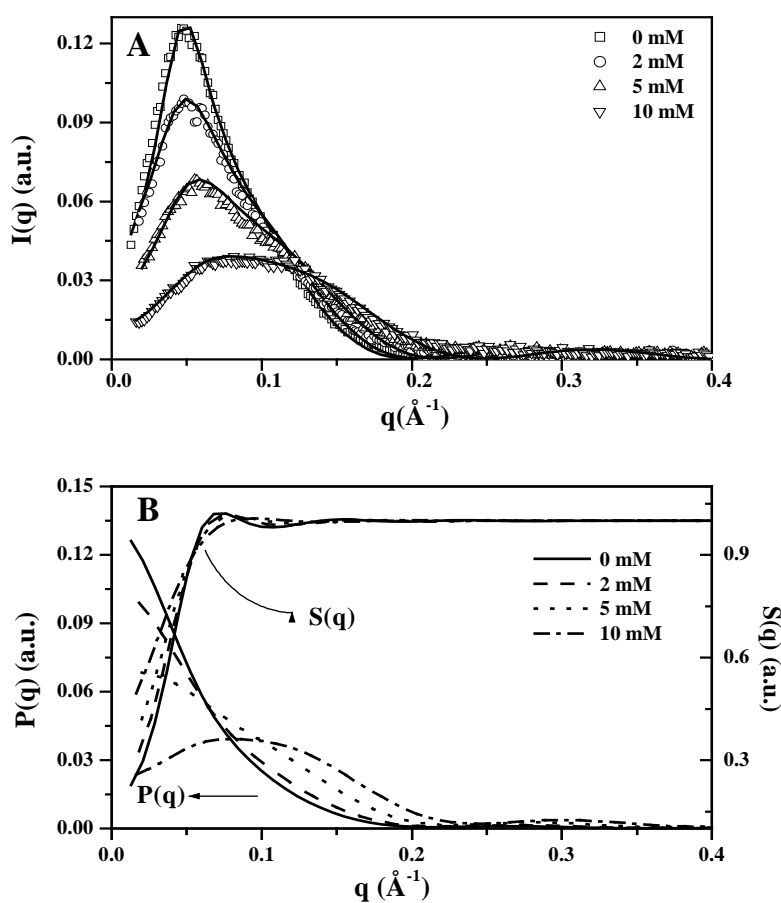 A
0 mM
2 mM
5 mM
10 mM
0.12
0.09
0.06
0.03
0.00
I(q) (a.u.)
0.0 0.1 0.2 0.3 0.4
q(Å-1)
B
0.15
0.12
0.09
0.06
0.03
0.00
P(q) (a.u.)
0 mM
2 mM
5 mM
10 mM
S(q)
P(q)
0.9
0.6
0.3
S(q) (a.u.)
0.0 0.1 0.2 0.3 0.4
q (Å-1)